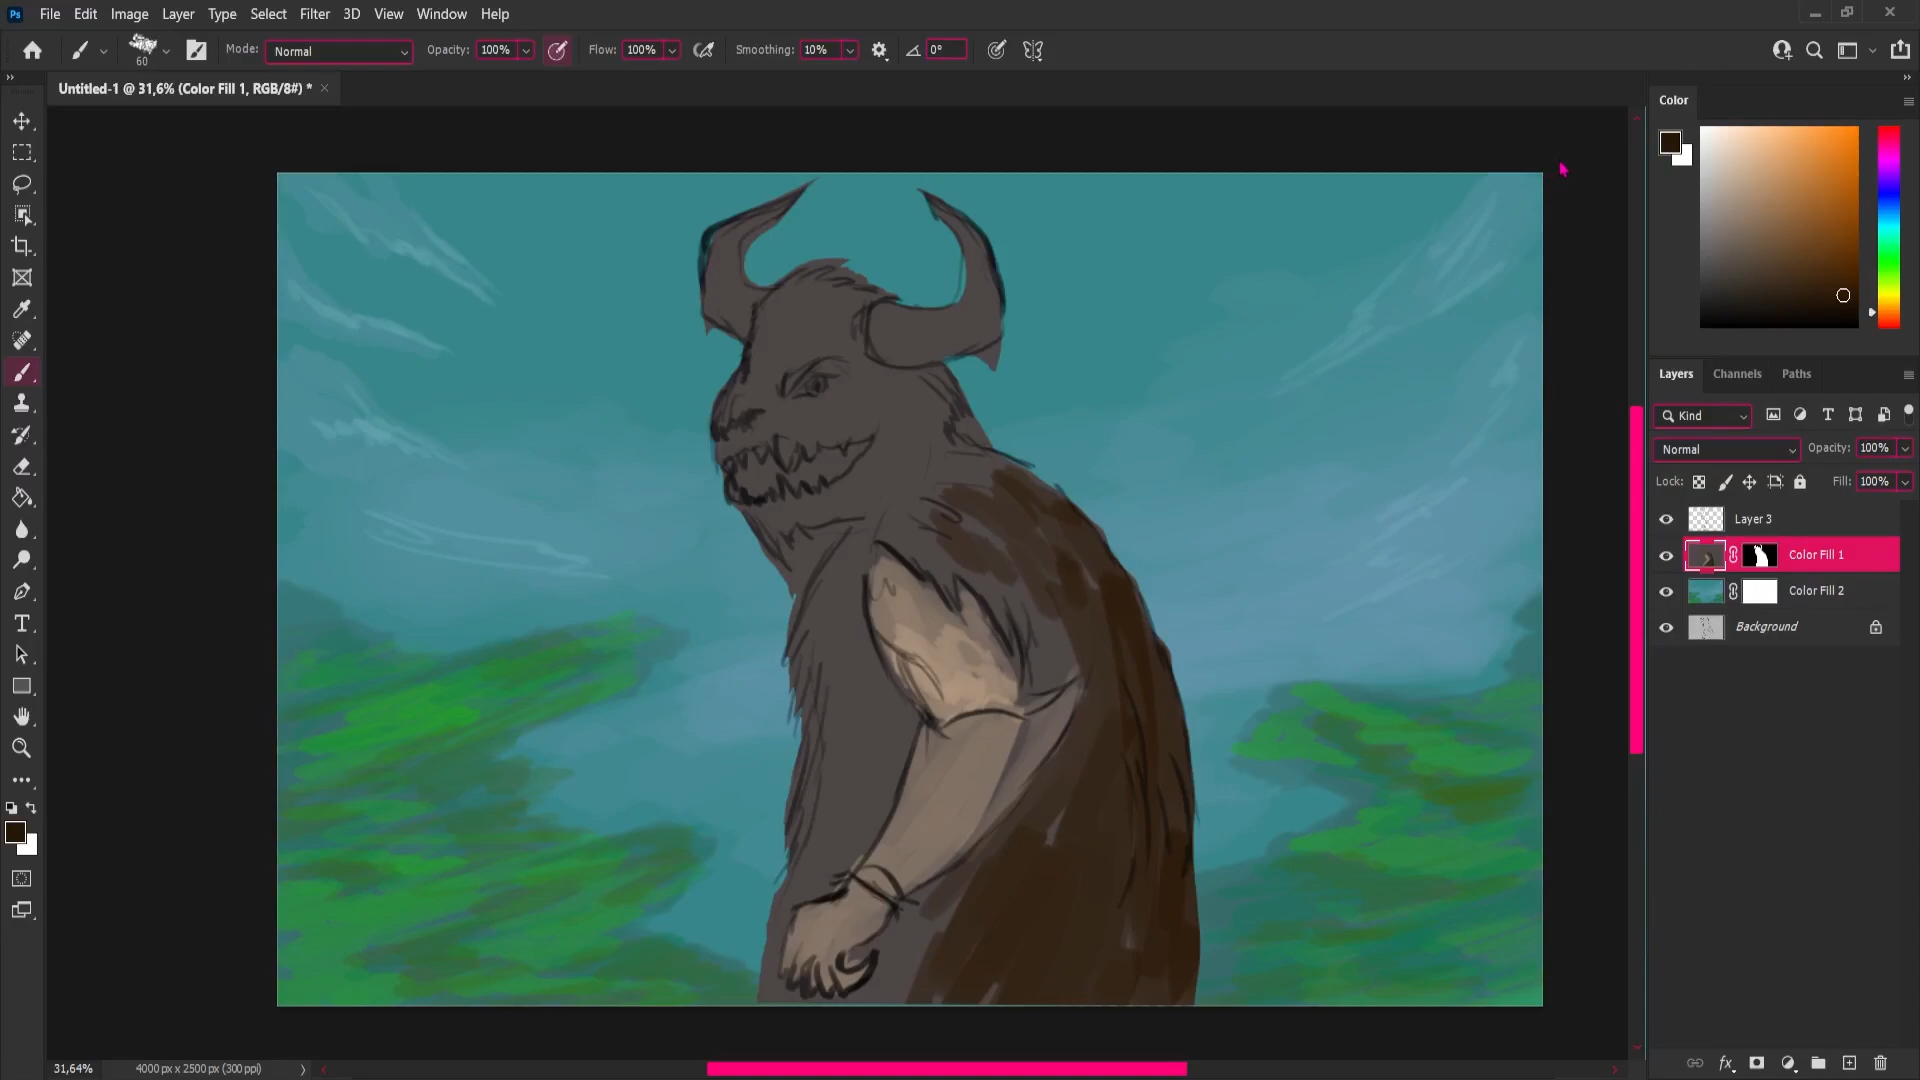 Ps File Edit Image Layer Type Select Filter 3D View Window Help
60 Mode: Normal Opacity: 100% Flow: 100% Smoothing: 10% 0°
Untitled-1 @ 31,6% (Color Fill 1, RGB/8#) *
Color
Layers Channels Paths
Kind
Normal Opacity: 100%
Lock: Fill: 100%
Layer 3
Color Fill 1
Color Fill 2
Background
31,64% 4000 px x 2500 px (300 ppi)